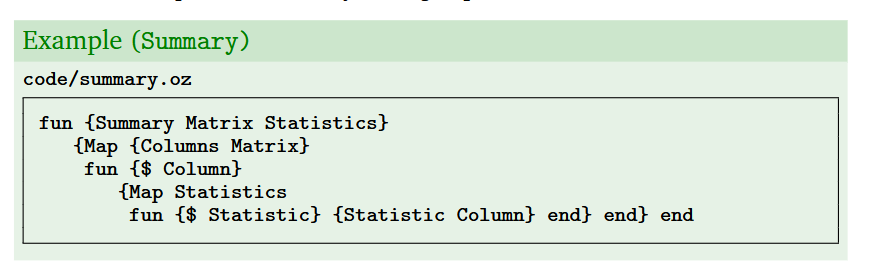 Example (Summary)
code/summary.oz
fun {Summary Matrix Statistics}
{Map {Columns Matrix}
fun {$ Column}
{Map Statistics
fun {$ Statistic} {Statistic Column} end} end} end